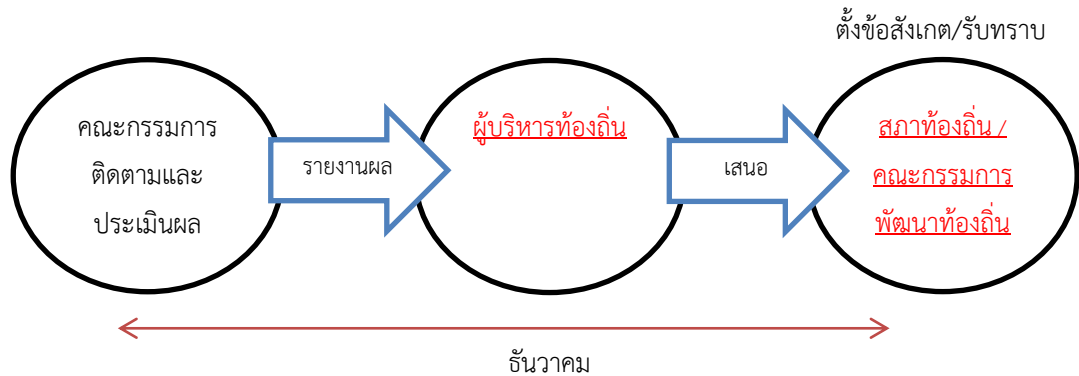 ตั้งข้อสังเกต/รับทราบ
คณะกรรมการ
ติดตามและ
ประเมินผล
รายงานผล
ผู้บริหารท้องถิ่น
เสนอ
สภาท้องถิ่น /
คณะกรรมการ
พัฒนาท้องถิ่น
ธันวาคม